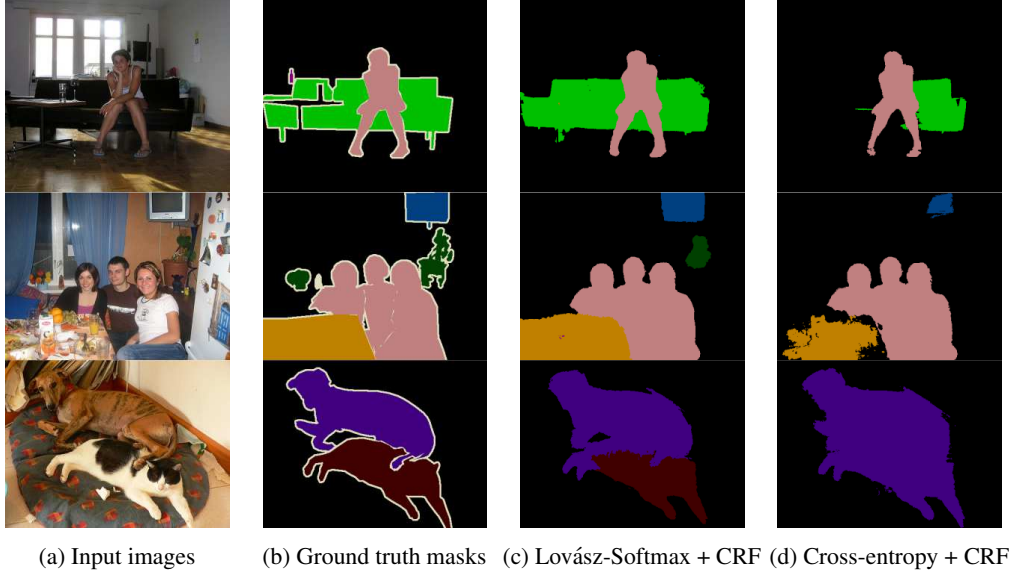 (a) Input images
(b) Ground truth masks
(c) Lovász-Softmax + CRF
(d) Cross-entropy + CRF